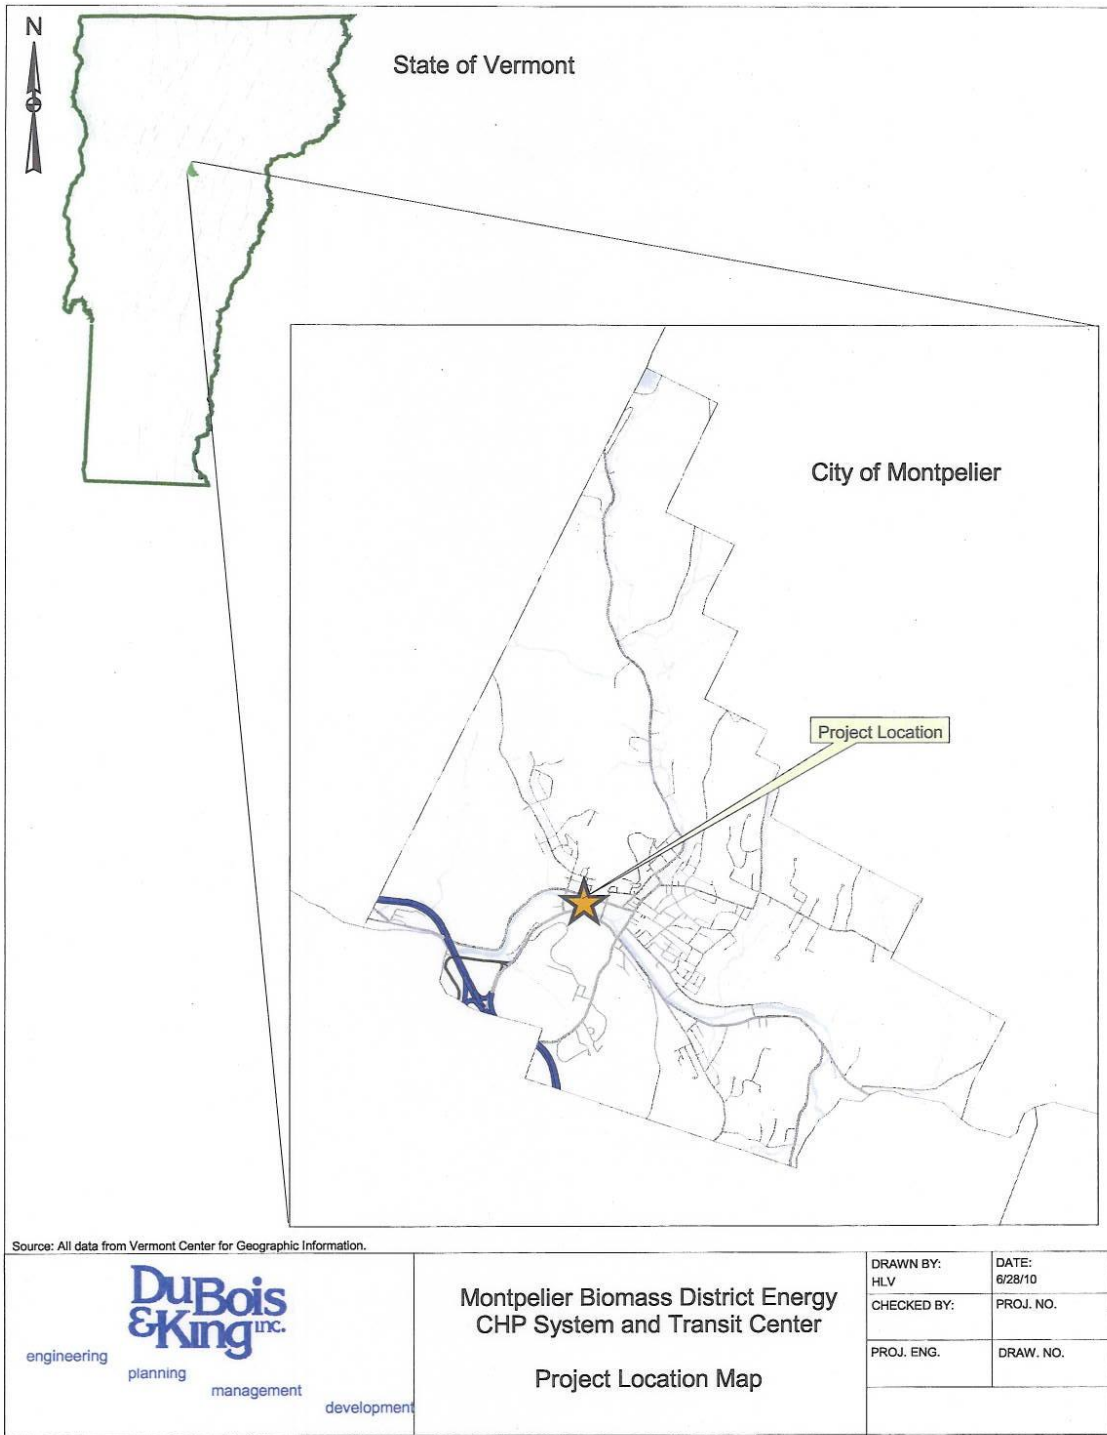 N
State of Vermont
City of Montpelier
Project Location
Source: All data from Vermont Center for Geographic Information.
DuBois
&King inc.
engineering
planning
management
development
Montpelier Biomass District Energy
CHP System and Transit Center
Project Location Map
DRAWN BY:
HLV
DATE:
6/28/10
CHECKED BY:
PROJ. NO.
PROJ. ENG.
DRAW. NO.